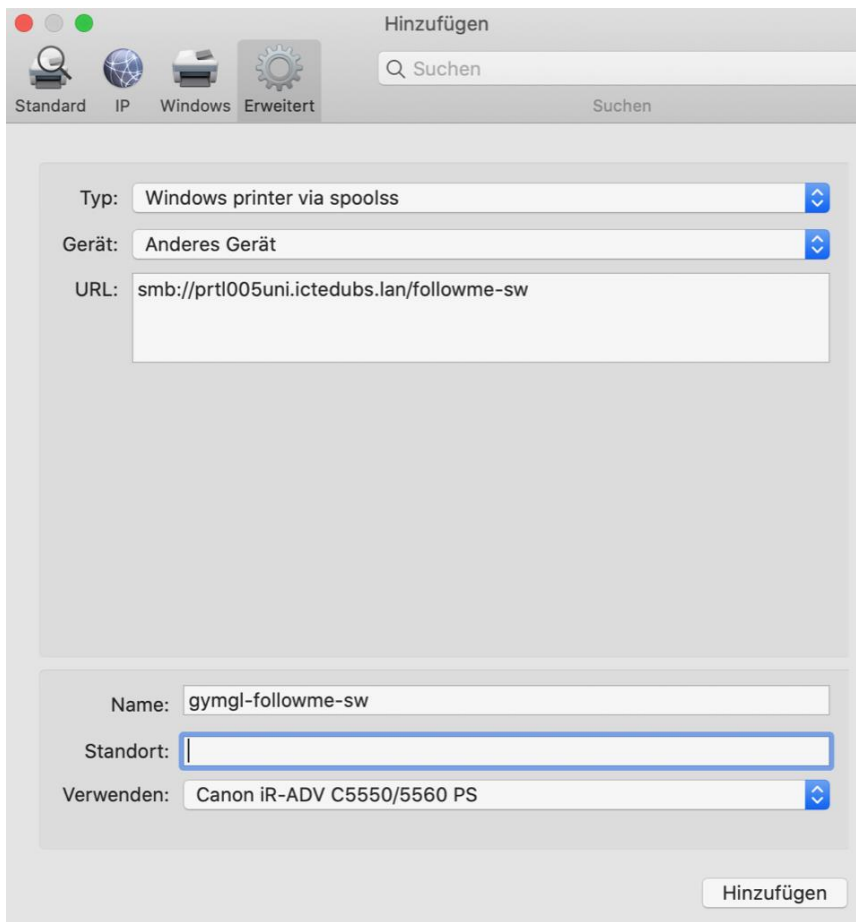 Hinzufügen
Suchen
Standard IP Windows Erweitert Suchen
Typ: Windows printer via spoolss
Gerät: Anderes Gerät
URL: smb://prtl005uni.ictedubs.lan/followme-sw
Name: gymgl-followme-sw
Standort:
Verwenden: Canon iR-ADV C5550/5560 PS
Hinzufügen